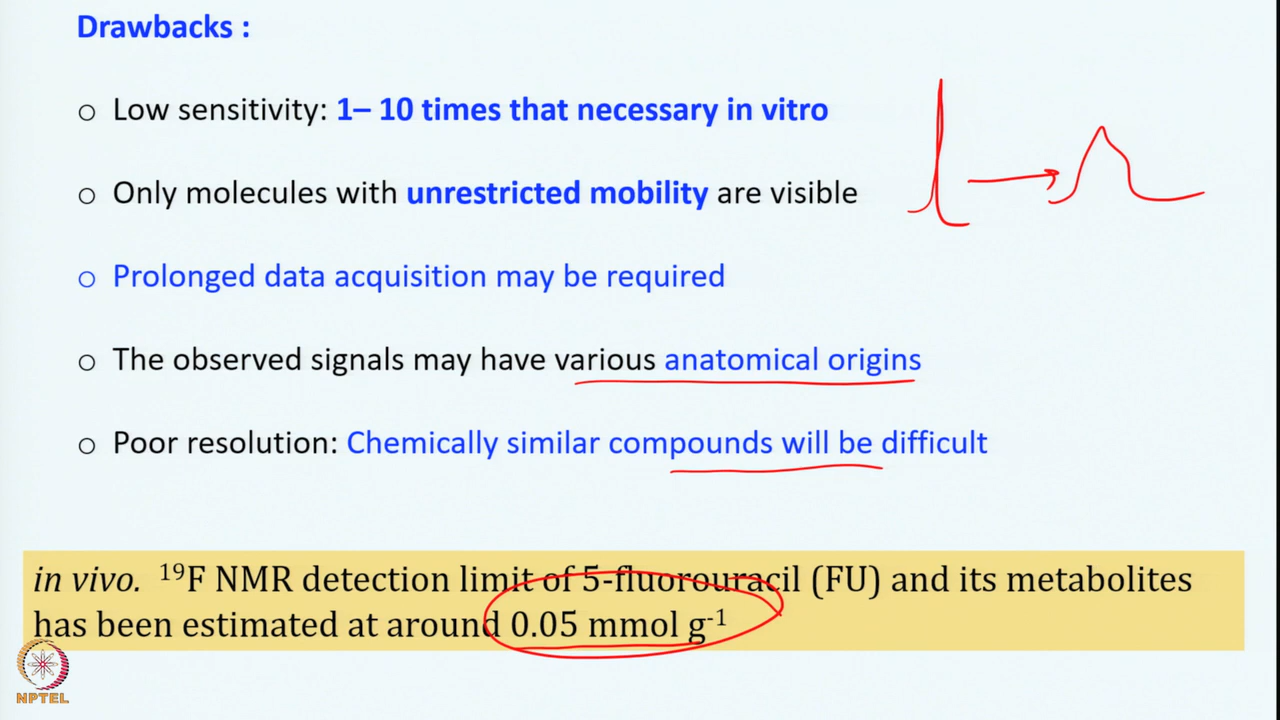 Drawbacks :
○ Low sensitivity: 1– 10 times that necessary in vitro
○ Only molecules with unrestricted mobility are visible
○ Prolonged data acquisition may be required
○ The observed signals may have various anatomical origins
○ Poor resolution: Chemically similar compounds will be difficult
in vivo. ¹⁹F NMR detection limit of 5-fluorouracil (FU) and its metabolites
has been estimated at around 0.05 mmol g⁻¹
NPTEL